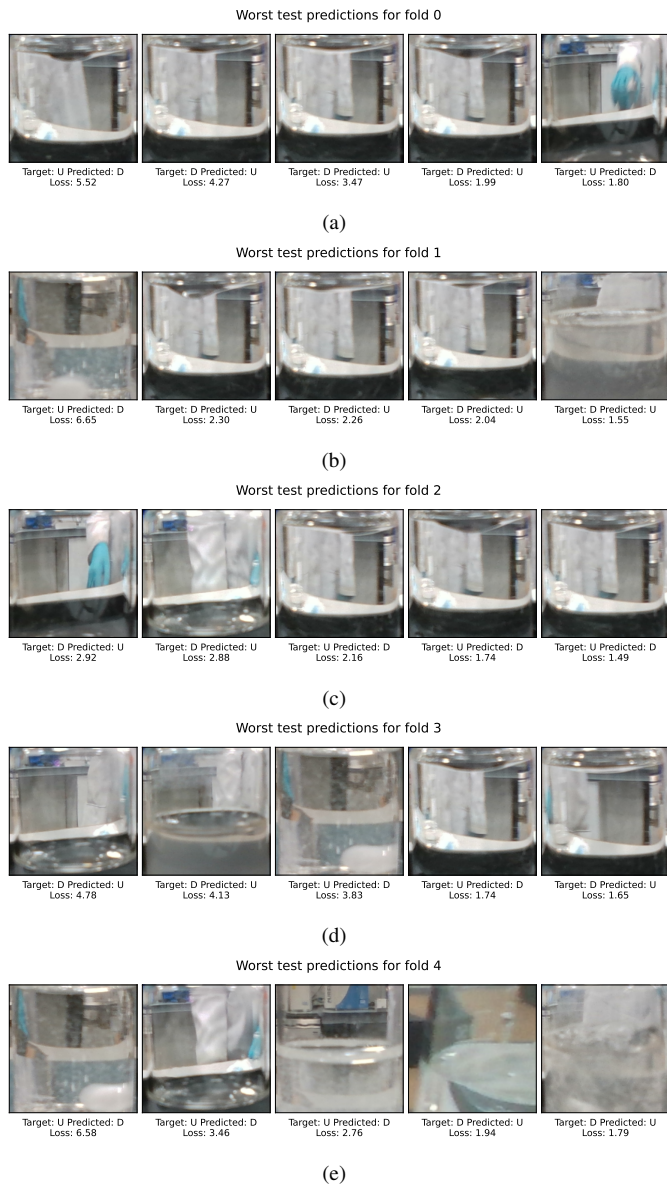 Worst test predictions for fold 0
Target: U Predicted: D Target: D Predicted: U Target: D Predicted: U Target: D Predicted: U Target: U Predicted: D
Loss: 5.52 Loss: 4.27 Loss: 3.47 Loss: 1.99 Loss: 1.80
(a)
Worst test predictions for fold 1
Target: U Predicted: D Target: D Predicted: U Target: D Predicted: U Target: D Predicted: U Target: D Predicted: U
Loss: 6.65 Loss: 2.30 Loss: 2.26 Loss: 2.04 Loss: 1.55
(b)
Worst test predictions for fold 2
Target: D Predicted: U Target: D Predicted: U Target: D Predicted: U Target: D Predicted: U Target: D Predicted: U
Loss: 2.92 Loss: 2.88 Loss: 2.16 Loss: 1.74 Loss: 1.49
(c)
Worst test predictions for fold 3
Target: D Predicted: U Target: D Predicted: U Target: U Predicted: D Target: U Predicted: D Target: D Predicted: U
Loss: 4.78 Loss: 4.13 Loss: 3.83 Loss: 1.74 Loss: 1.65
(d)
Worst test predictions for fold 4
Target: U Predicted: D Target: U Predicted: D Target: U Predicted: D Target: U Predicted: D Target: D Predicted: U
Loss: 6.58 Loss: 3.46 Loss: 2.76 Loss: 1.94 Loss: 1.79
(e)